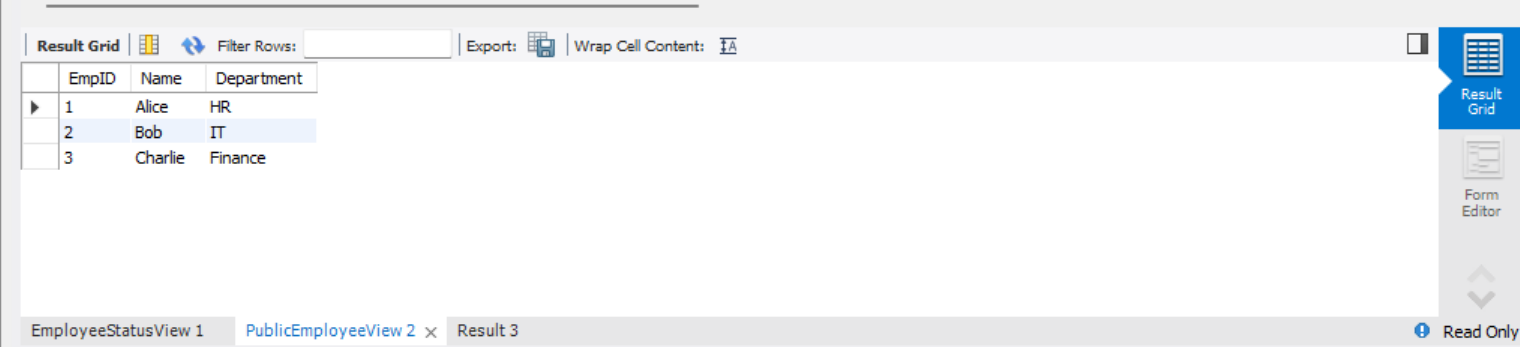 Result Grid Filter Rows: Export: Wrap Cell Content: IA
EmpID Name Department
1 Alice HR
2 Bob IT
3 Charlie Finance
Result
Grid
Form
Editor
EmployeeStatusView 1 PublicEmployeeView 2 × Result 3 Read Only